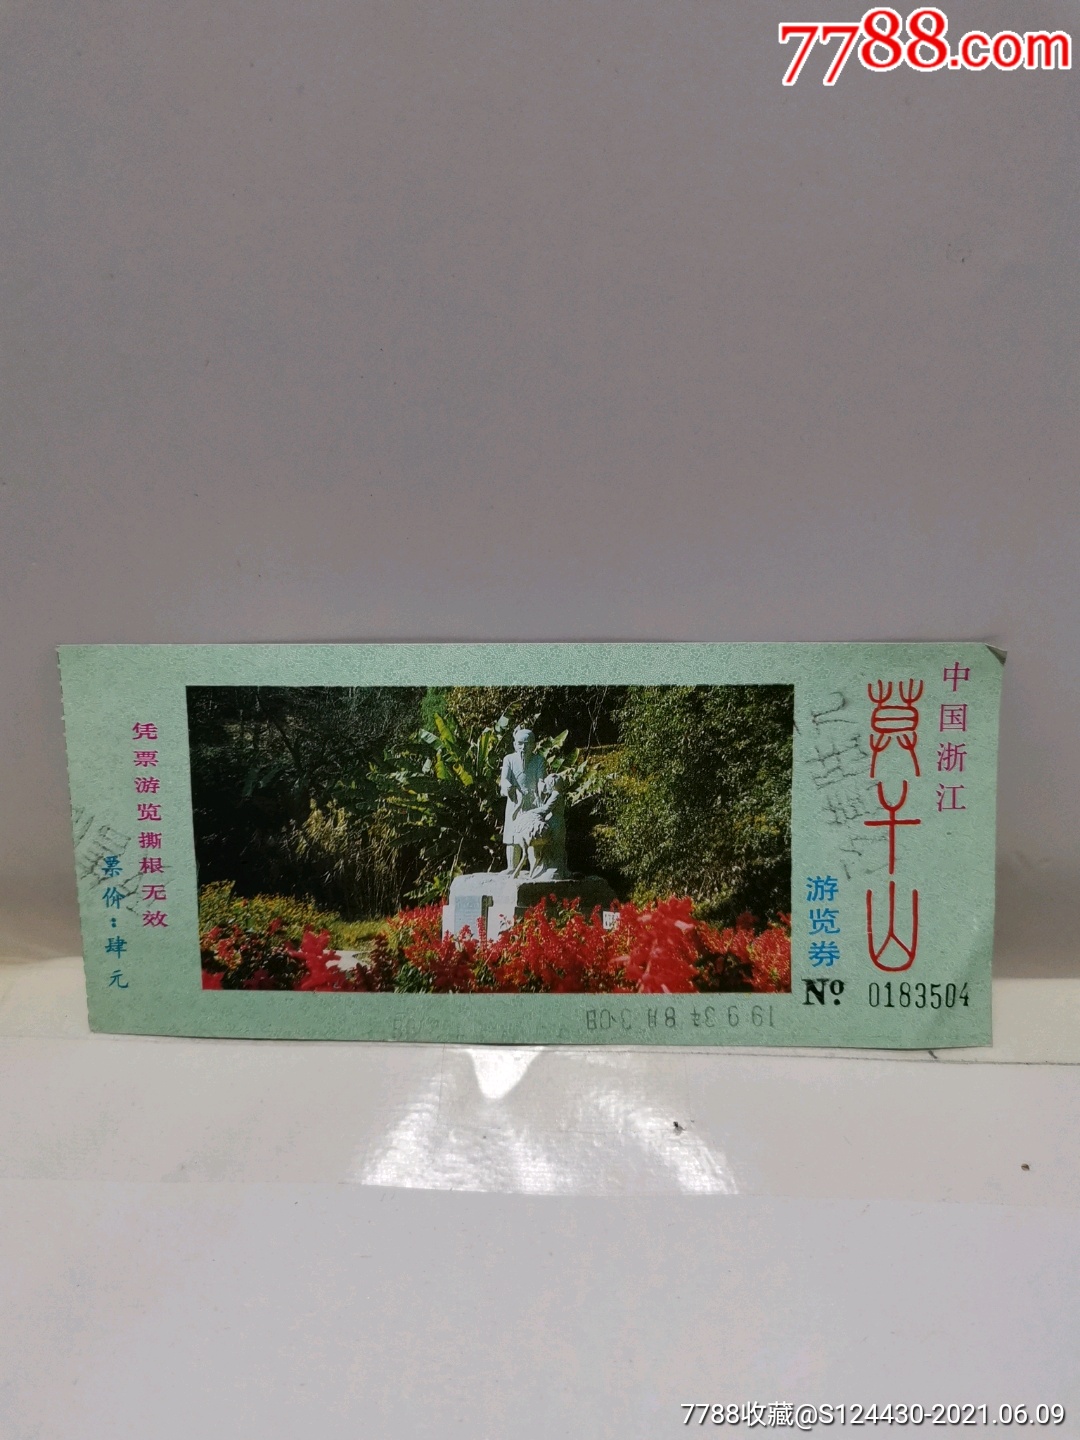 7788.com
中国浙江
莫干山
游览券
Nº 0183504
凭票游览撕根无效
票价：肆元
1993年8月3日
7788收藏@S124430-2021.06.09